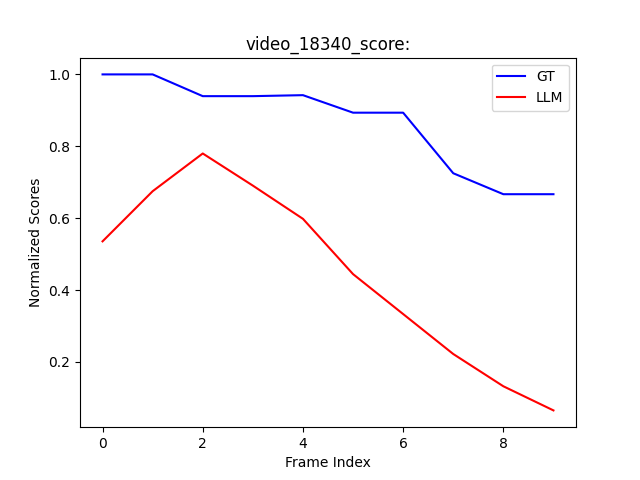 video_18340_score:
GT
LLM
Normalized Scores
1.0
0.8
0.6
0.4
0.2
0 2 4 6 8
Frame Index